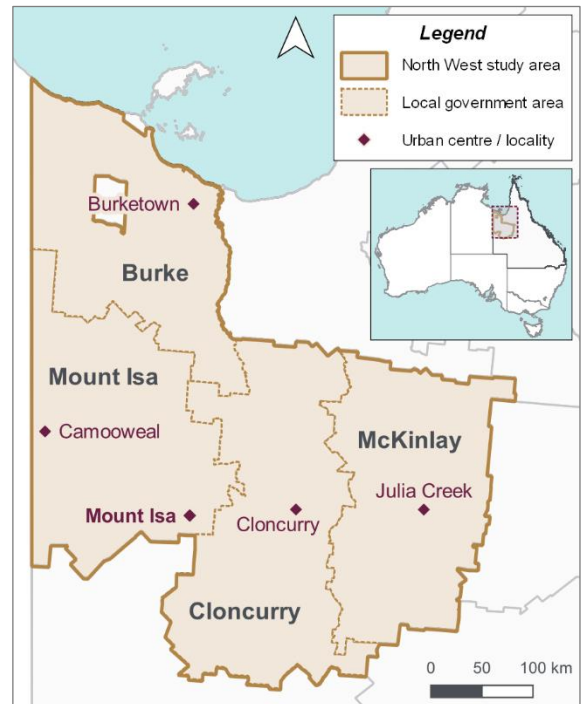 Legend
North West study area
Local government area
Urban centre / locality
Burketown
Burke
Mount Isa
Camooweal
McKinlay
Julia Creek
Mount Isa
Cloncurry
Cloncurry
0 50 100 km